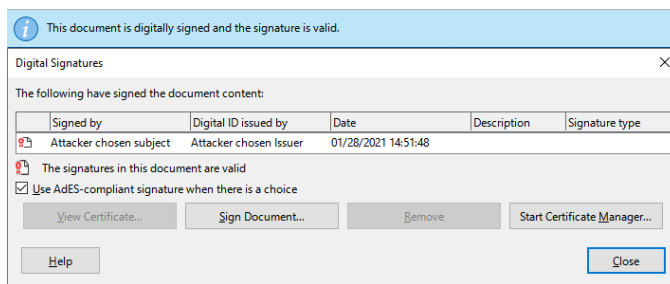 This document is digitally signed and the signature is valid.
Digital Signatures
The following have signed the document content:
Signed by Digital ID issued by Date Description Signature type
Attacker chosen subject Attacker chosen Issuer 01/28/2021 14:51:48
The signatures in this document are valid
Use AdES-compliant signature when there is a choice
View Certificate... Sign Document... Remove Start Certificate Manager...
Help Close